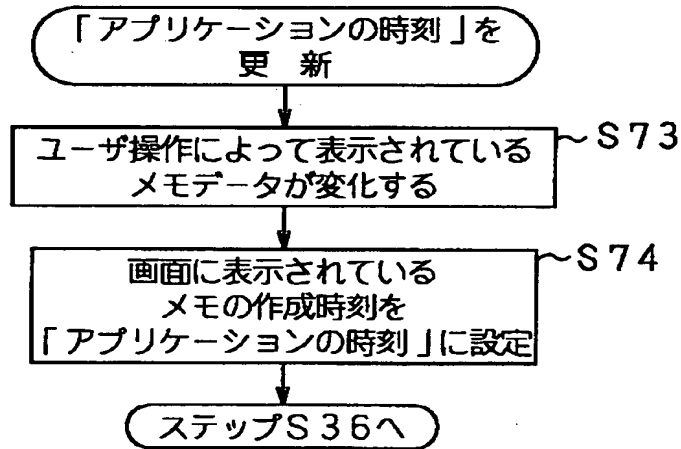 「アプリケーションの時刻」を
更 新
ユーザ操作によって表示されている
メモデータが変化する
~S73
画面に表示されている
メモの作成時刻を
「アプリケーションの時刻」に設定
~S74
ステップS36へ